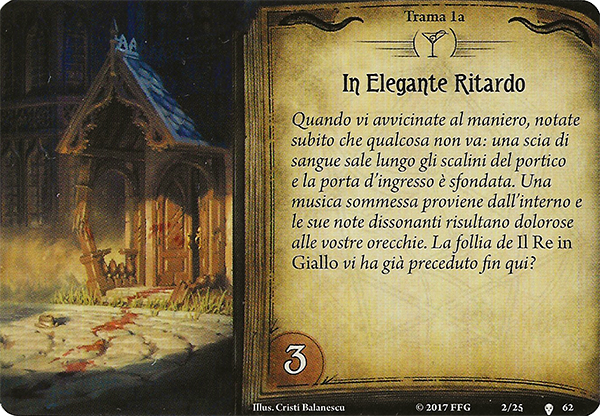 Trama 1a
In Elegante Ritardo
Quando vi avvicinate al maniero, notate
subito che qualcosa non va: una scia di
sangue sale lungo gli scalini del portico
e la porta d'ingresso è sfondata. Una
musica sommessa proviene dall'interno e
le sue note dissonanti risultano dolorose
alle vostre orecchie. La follia de Il Re in
Giallo vi ha già preceduto fin qui?
3
Illus. Cristi Balanescu © 2017 FFG 2/25 62